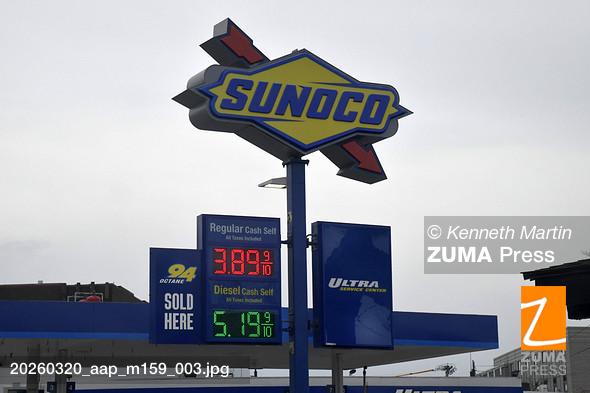 SUNOCO
Regular Cash Self
All Taxes Included
3.89 9/10
94
OCTANE
SOLD
HERE
Diesel Cash Self
All Taxes Included
5.19 9/10
ULTRA
SERVICE CENTER
© Kenneth Martin
ZUMA Press
Z
ZUMA
PRESS
20260320_aap_m159_003.jpg
ULTRA